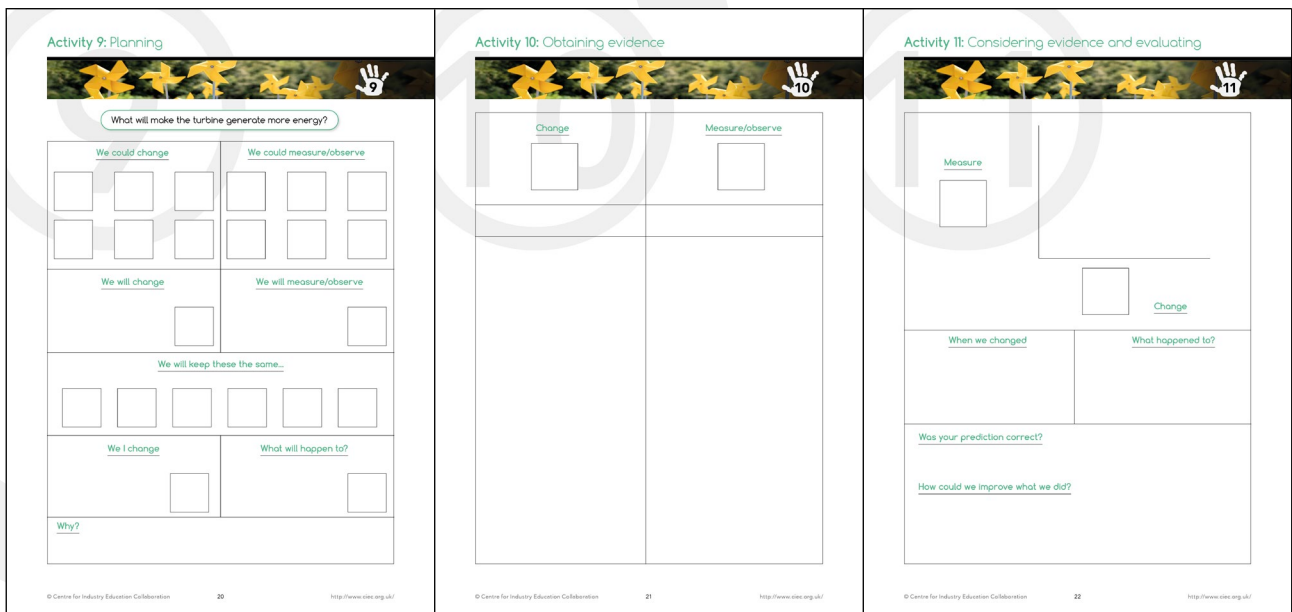 Activity 9: Planning
9
9
What will make the turbine generate more energy?
We could change
We could measure/observe
We will change
We will measure/observe
We will keep these the same...
We I change
What will happen to?
Why?
© Centre for Industry Education Collaboration 20 http://www.ciec.org.uk/
Activity 10: Obtaining evidence
10
10
Change
Measure/observe
© Centre for Industry Education Collaboration 21 http://www.ciec.org.uk/
Activity 11: Considering evidence and evaluating
11
11
Measure
Change
When we changed
What happened to?
Was your prediction correct?
How could we improve what we did?
© Centre for Industry Education Collaboration 22 http://www.ciec.org.uk/